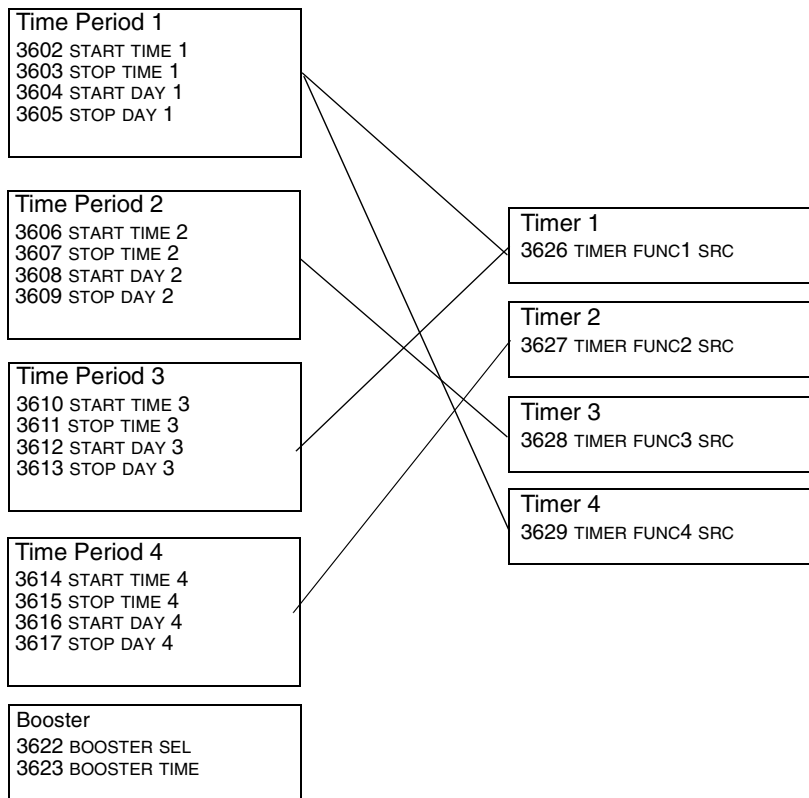 Time Period 1
3602 START TIME 1
3603 STOP TIME 1
3604 START DAY 1
3605 STOP DAY 1
Time Period 2
3606 START TIME 2
3607 STOP TIME 2
3608 START DAY 2
3609 STOP DAY 2
Time Period 3
3610 START TIME 3
3611 STOP TIME 3
3612 START DAY 3
3613 STOP DAY 3
Time Period 4
3614 START TIME 4
3615 STOP TIME 4
3616 START DAY 4
3617 STOP DAY 4
Booster
3622 BOOSTER SEL
3623 BOOSTER TIME
Timer 1
3626 TIMER FUNC1 SRC
Timer 2
3627 TIMER FUNC2 SRC
Timer 3
3628 TIMER FUNC3 SRC
Timer 4
3629 TIMER FUNC4 SRC